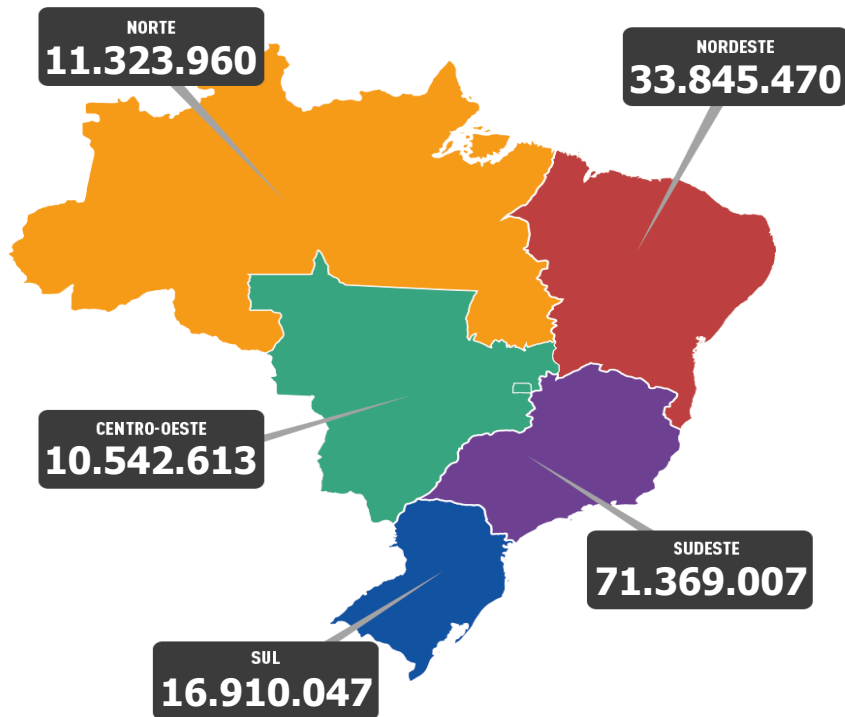 NORTE
11.323.960
NORDESTE
33.845.470
CENTRO-OESTE
10.542.613
SUDESTE
71.369.007
SUL
16.910.047